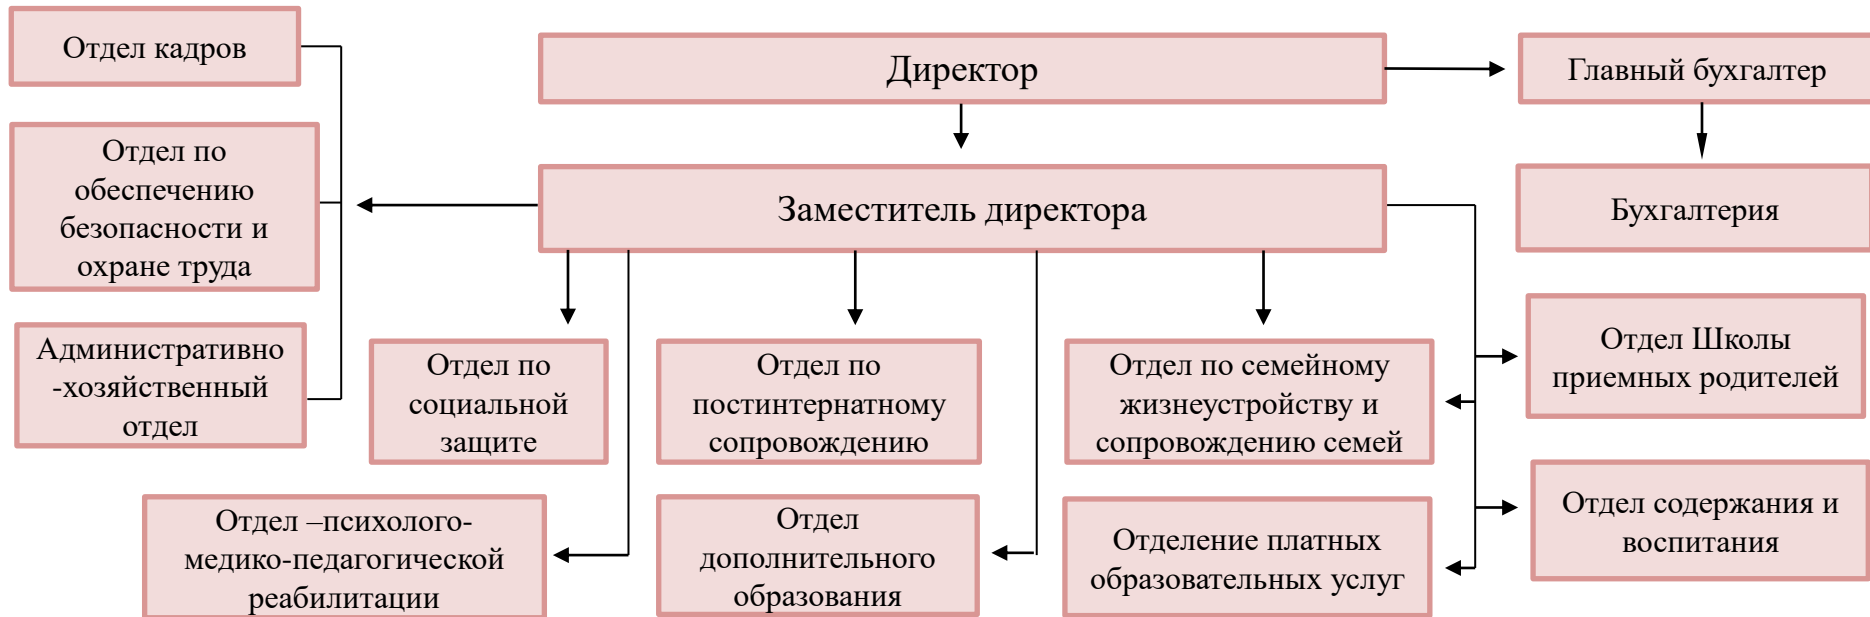 Отдел кадров
Директор
Главный бухгалтер
Отдел по
обеспечению
безопасности и
охране труда
Заместитель директора
Бухгалтерия
Административно
-хозяйственный
отдел
Отдел по
социальной
защите
Отдел по
постинтернатному
сопровождению
Отдел по семейному
жизнеустройству и
сопровождению семей
Отдел Школы
приемных родителей
Отдел –психолого-
медико-педагогической
реабилитации
Отдел
дополнительного
образования
Отделение платных
образовательных услуг
Отдел содержания и
воспитания